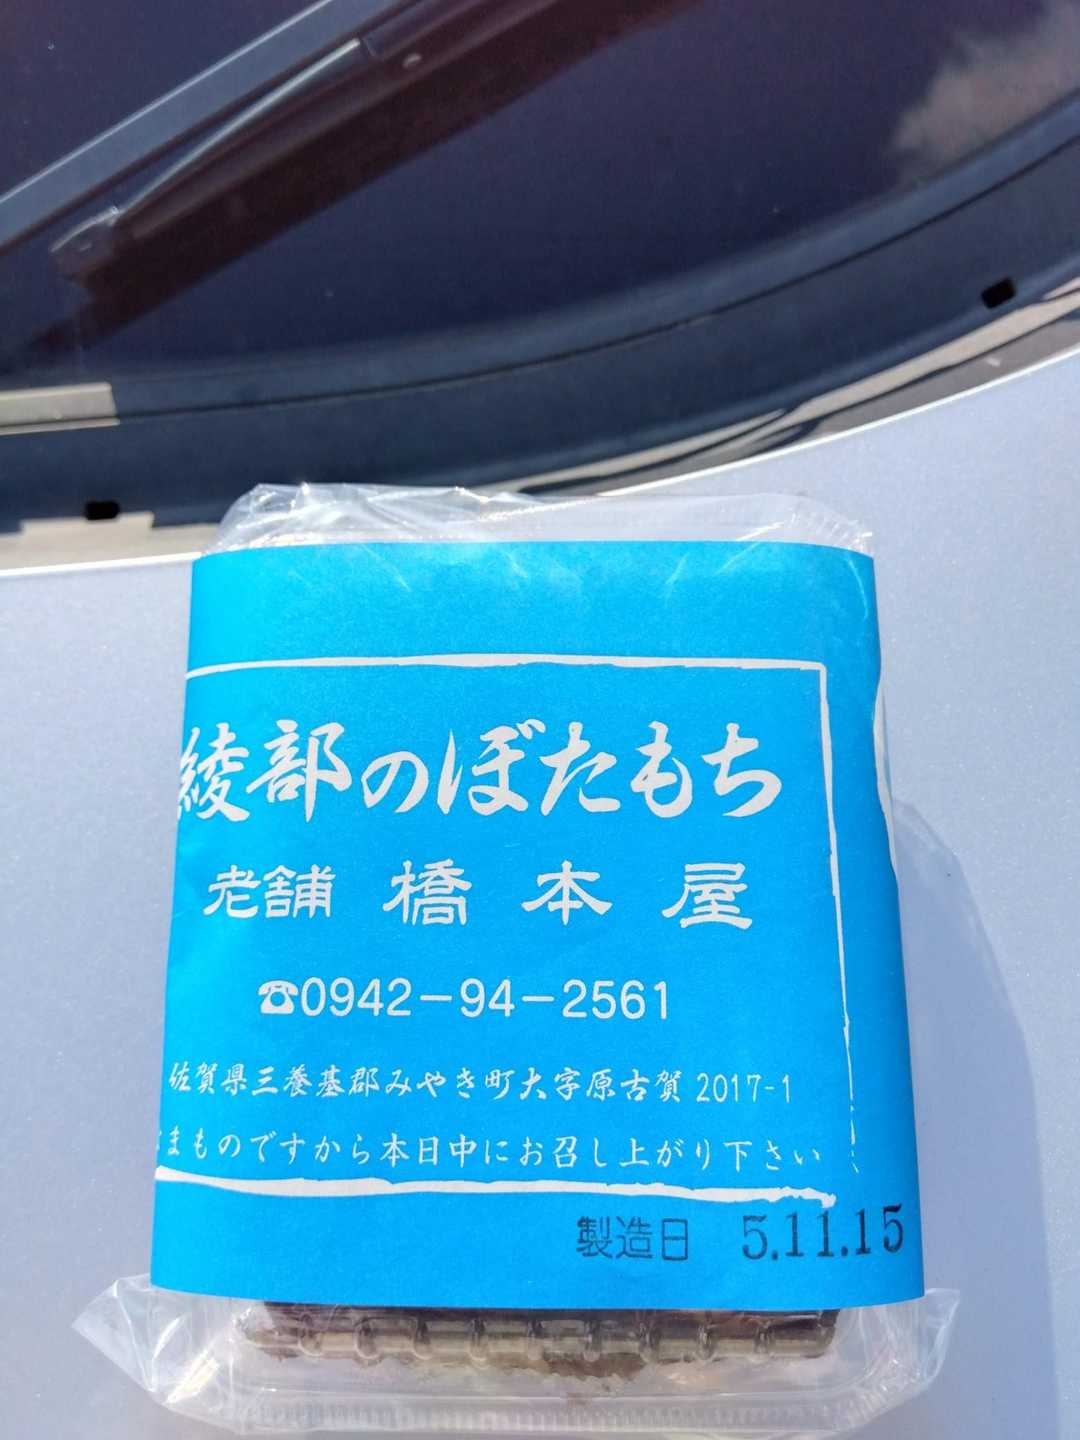 綾部のぼたもち
老舗 橋本屋
☎0942-94-2561
佐賀県三養基郡みやき町大字原古賀 2017-1
まものですから本日中にお召し上がり下さい
製造日 5.11.15